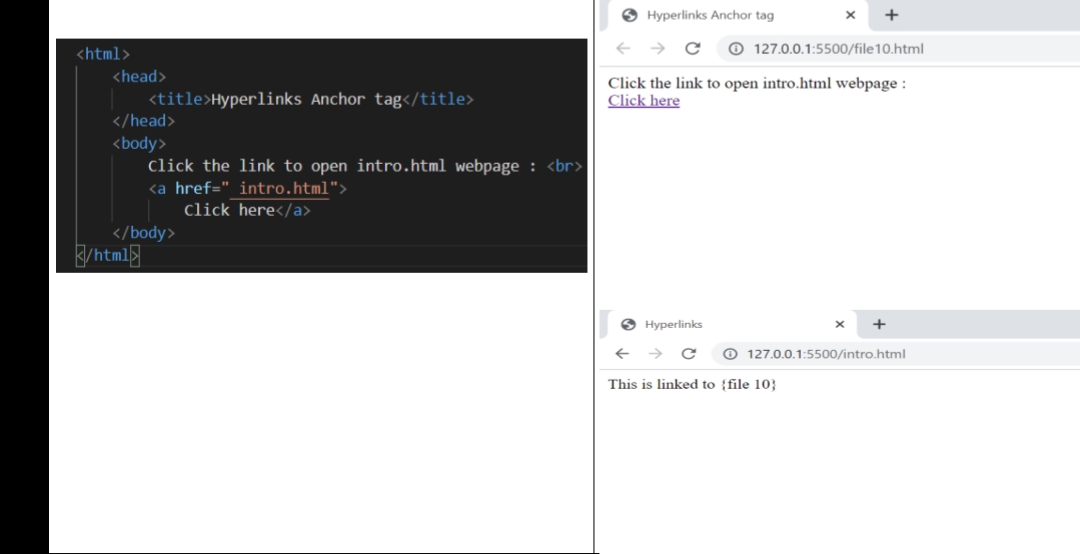 <html>
<head>
<title>Hyperlinks Anchor tag</title>
</head>
<body>
Click the link to open intro.html webpage : <br>
<a href=" intro.html">
Click here</a>
</body>
</html>
Hyperlinks Anchor tag
127.0.0.1:5500/file10.html
Click the link to open intro.html webpage :
Click here
Hyperlinks
127.0.0.1:5500/intro.html
This is linked to {file 10}